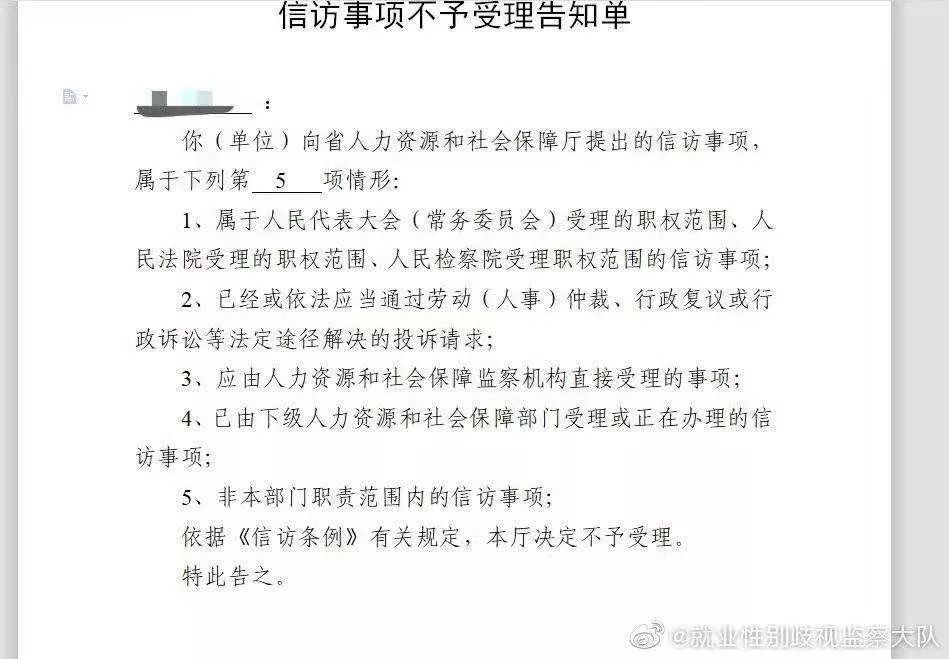 信访事项不予受理告知单
：
你（单位）向省人力资源和社会保障厅提出的信访事项，
属于下列第 5 项情形：
1、属于人民代表大会（常务委员会）受理的职权范围、人
民法院受理的职权范围、人民检察院受理职权范围的信访事项；
2、已经或依法应当通过劳动（人事）仲裁、行政复议或行
政诉讼等法定途径解决的投诉请求；
3、应由人力资源和社会保障监察机构直接受理的事项；
4、已由下级人力资源和社会保障部门受理或正在办理的信
访事项；
5、非本部门职责范围内的信访事项；
依据《信访条例》有关规定，本厅决定不予受理。
特此告之。
@就业性别歧视监察大队